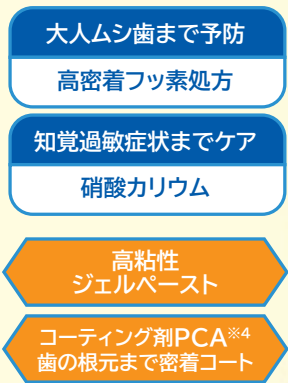 大人ムシ歯まで予防
高密着フッ素処方
知覚過敏症状までケア
硝酸カリウム
高粘性
ジェルペースト
コーティング剤PCA※4
歯の根元まで密着コート